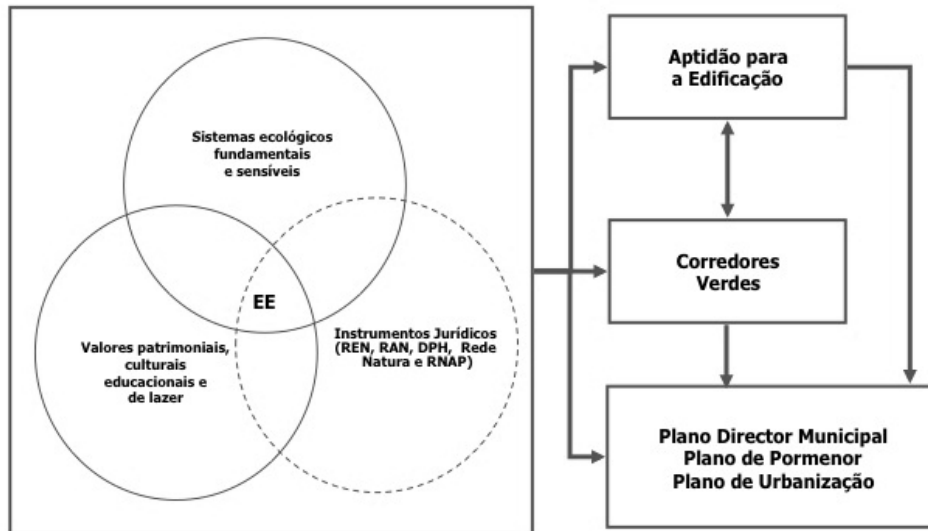 Sistemas ecológicos
fundamentais
e sensíveis
EE
Valores patrimoniais,
culturais
educacionais e
de lazer
Instrumentos Jurídicos
(REN, RAN, DPH, Rede
Natura e RNAP)
Aptidão para
a Edificação
Corredores
Verdes
Plano Director Municipal
Plano de Pormenor
Plano de Urbanização